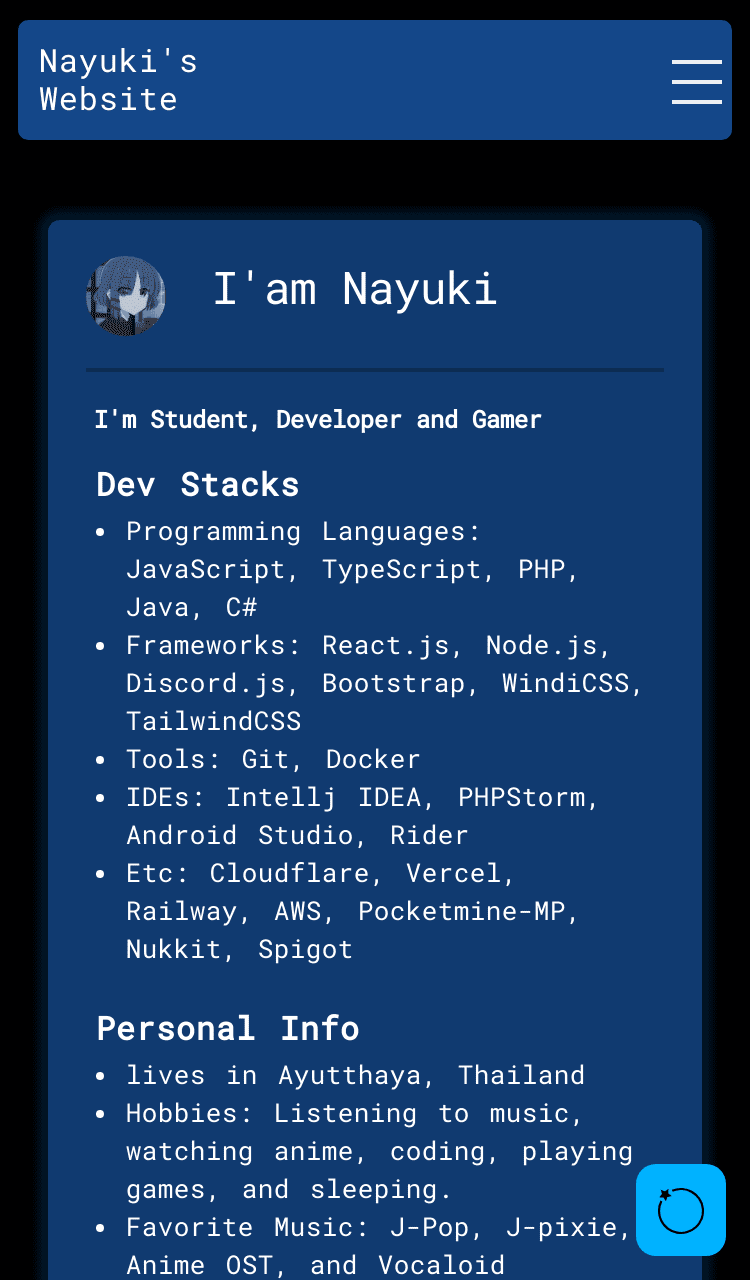 Nayuki's
Website
I'am Nayuki
I'm Student, Developer and Gamer
Dev Stacks
• Programming Languages:
JavaScript, TypeScript, PHP,
Java, C#
• Frameworks: React.js, Node.js,
Discord.js, Bootstrap, WindiCSS,
TailwindCSS
• Tools: Git, Docker
• IDEs: Intellj IDEA, PHPStorm,
Android Studio, Rider
• Etc: Cloudflare, Vercel,
Railway, AWS, Pocketmine-MP,
Nukkit, Spigot
Personal Info
• lives in Ayutthaya, Thailand
• Hobbies: Listening to music,
watching anime, coding, playing
games, and sleeping.
• Favorite Music: J-Pop, J-pixie,
Anime OST, and Vocaloid